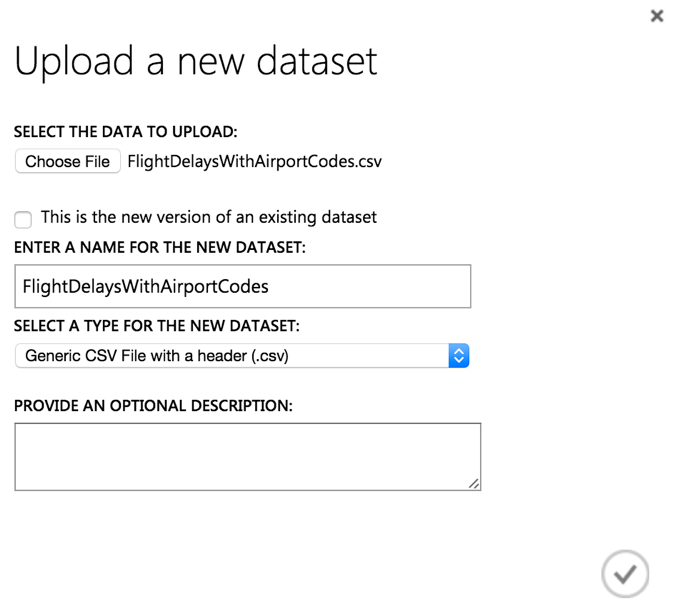 Upload a new dataset
SELECT THE DATA TO UPLOAD:
Choose File FlightDelaysWithAirportCodes.csv
This is the new version of an existing dataset
ENTER A NAME FOR THE NEW DATASET:
FlightDelaysWithAirportCodes
SELECT A TYPE FOR THE NEW DATASET:
Generic CSV File with a header (.csv)
PROVIDE AN OPTIONAL DESCRIPTION: